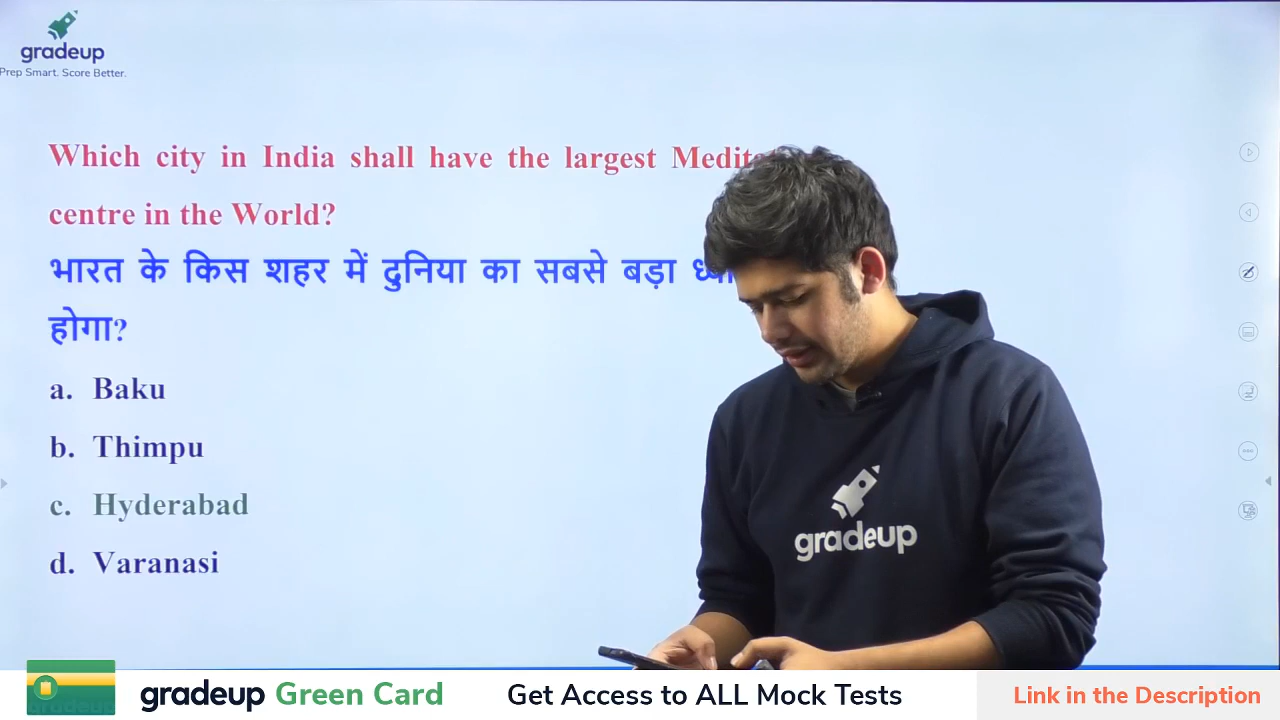 gradeup
Prep Smart. Score Better.
Which city in India shall have the largest
centre in the World?
भारत के किस शहर में दुनिया का सबसे बड़ा
होगा?
a. Baku
b. Thimpu
c. Hyderabad
d. Varanasi
gradeup
gradeup Green Card
Get Access to ALL Mock Tests
Link in the Description